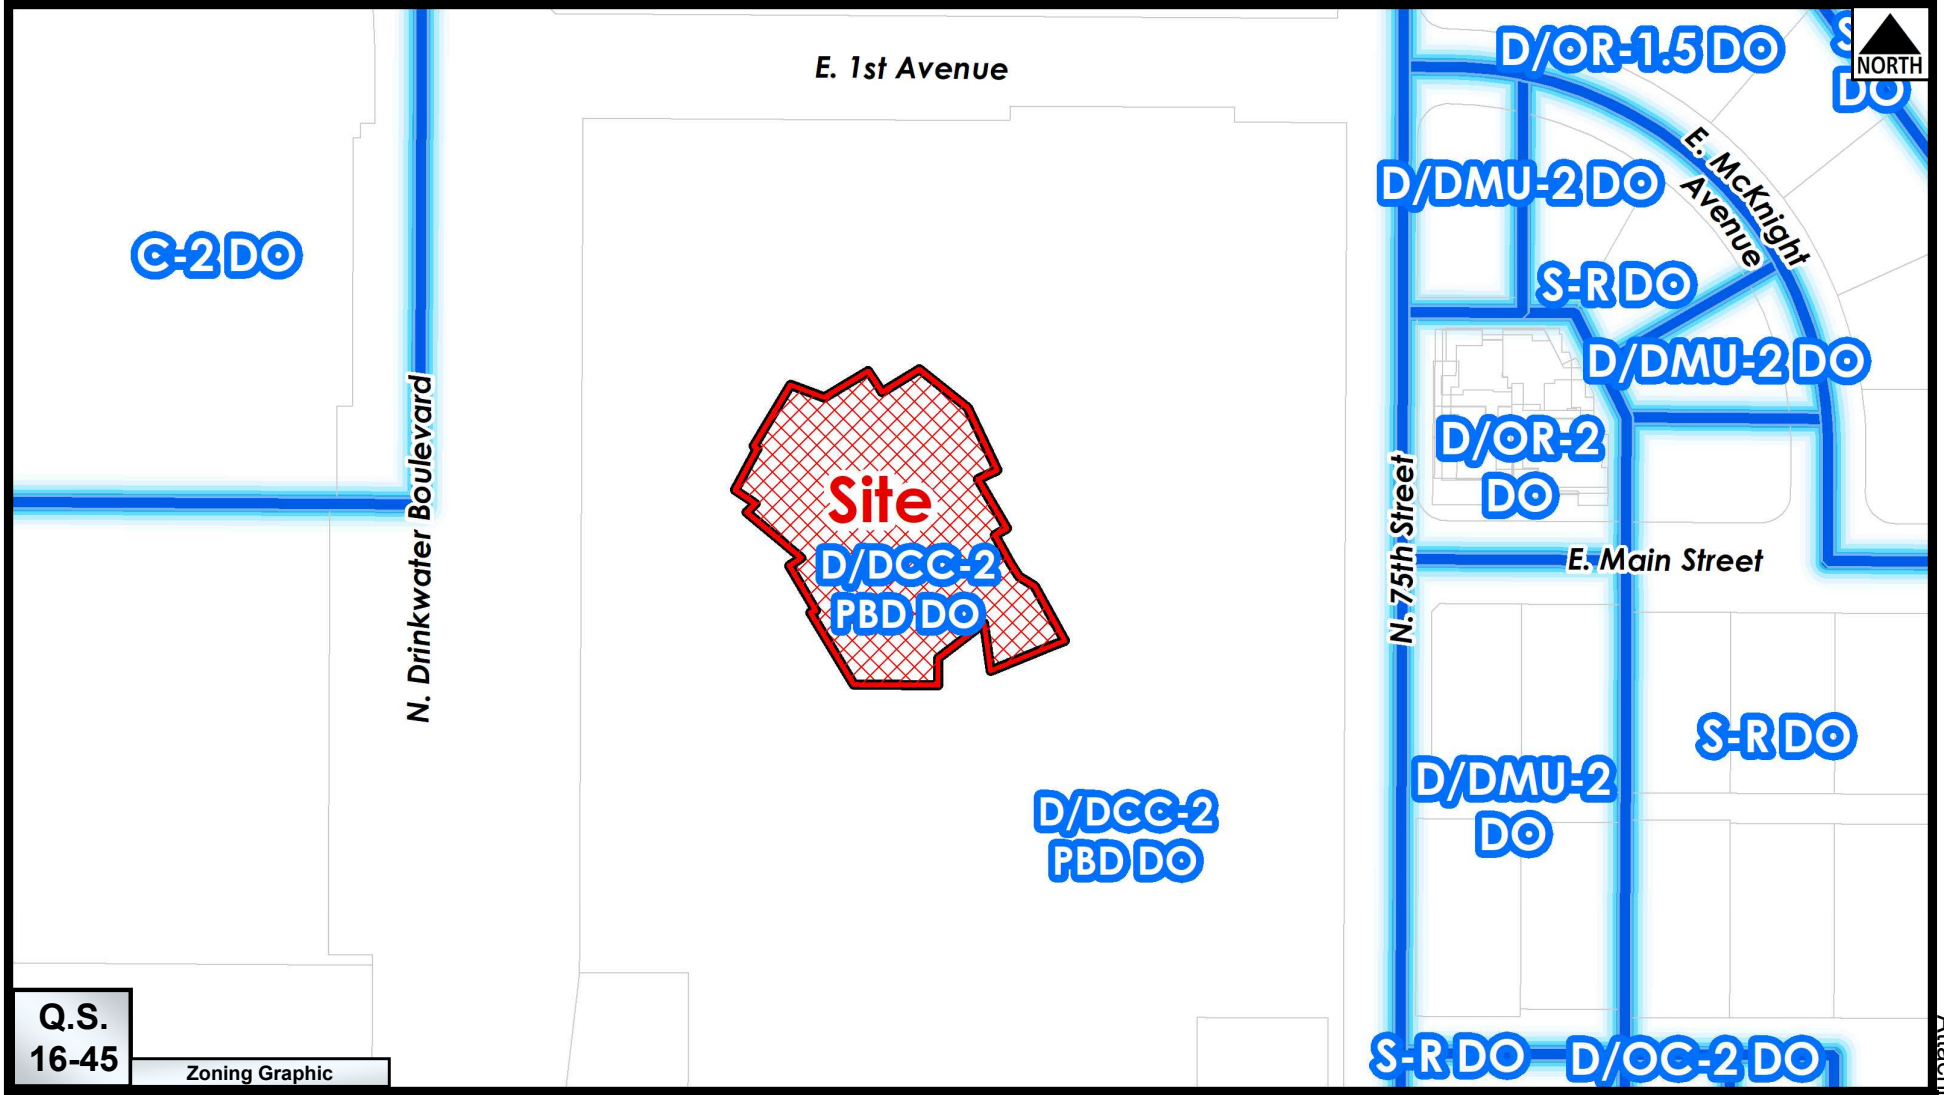 E. 1st Avenue
D/OR-1.5 DO
S
DO
NORTH
C-2 DO
D/DMU-2 DO
E. McKnight
Avenue
S-R DO
D/DMU-2 DO
N. Drinkwater Boulevard
Site
D/DCC-2
PBD DO
D/OR-2
DO
N. 75th Street
E. Main Street
S-R DO
D/DMU-2
DO
D/DCC-2
PBD DO
Q.S.
16-45
Zoning Graphic
S-R DO
D/OC-2 DO